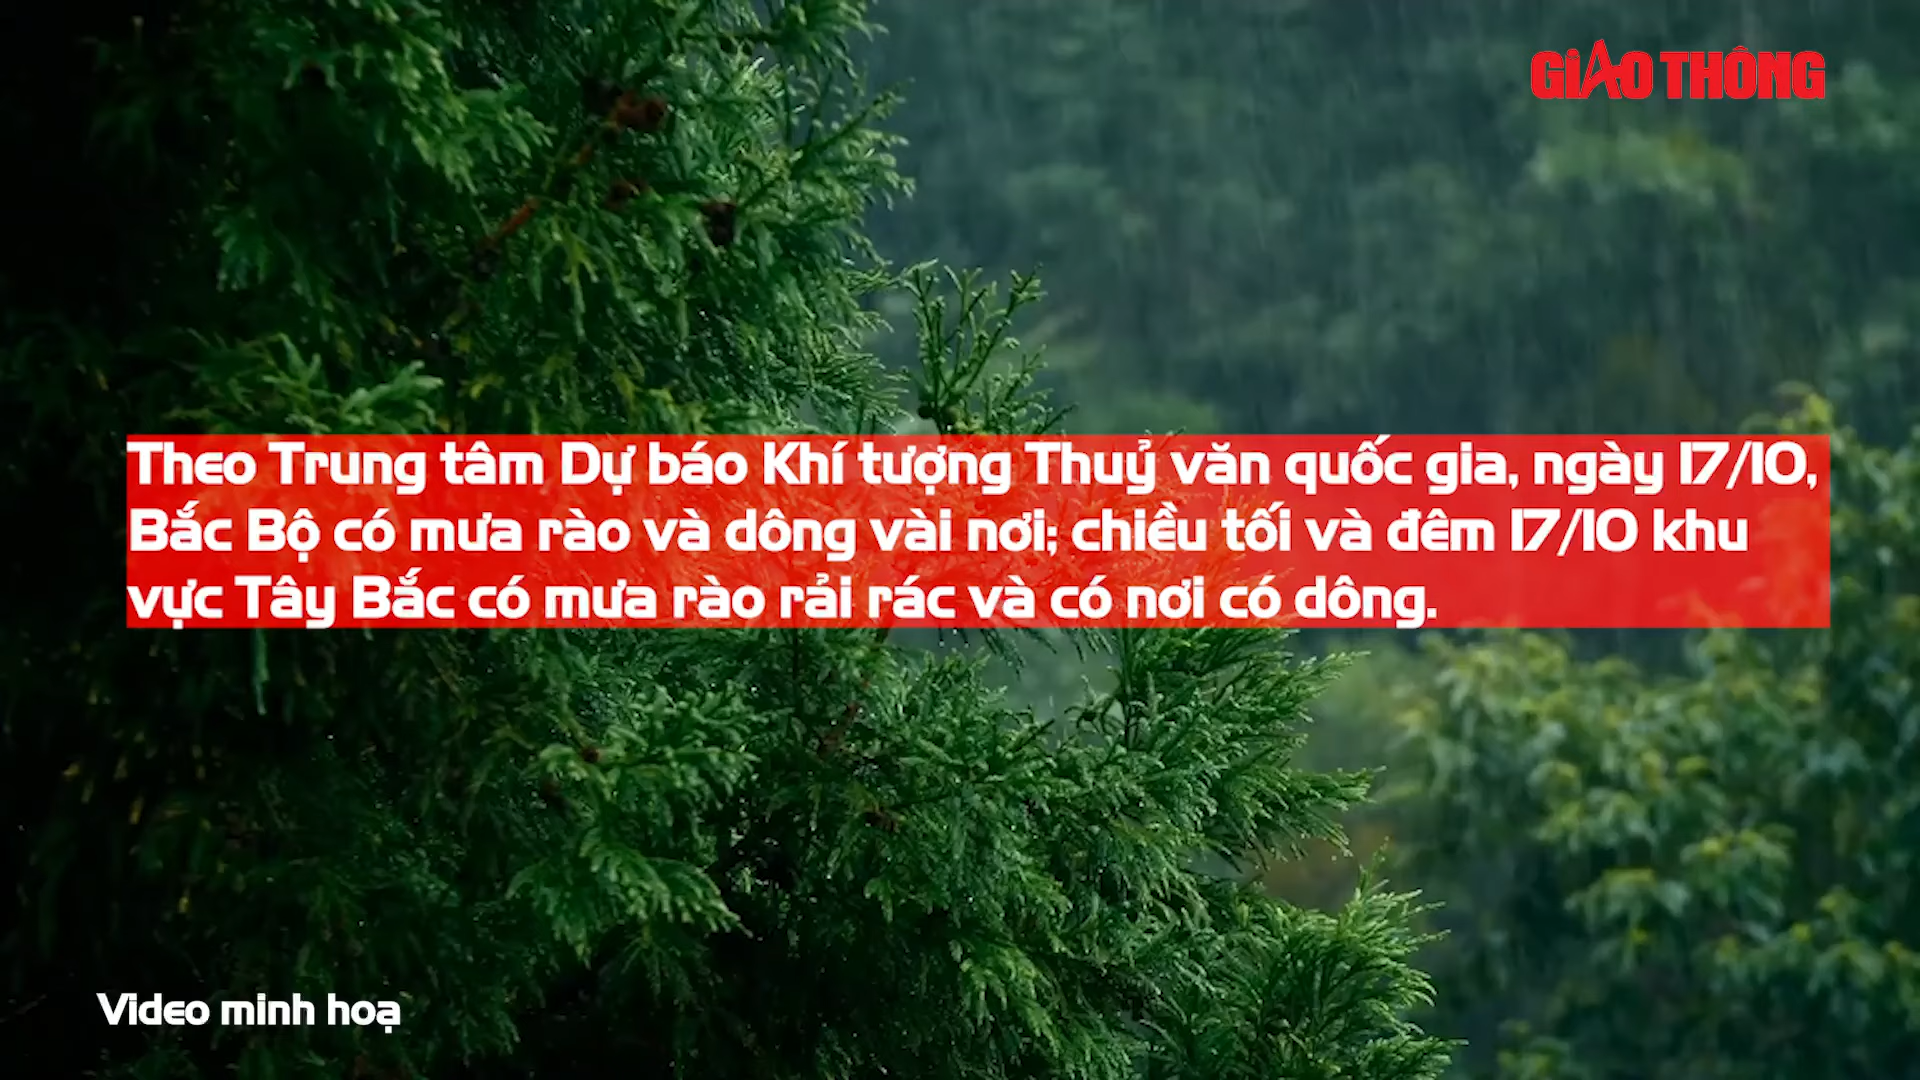 GIAO THÔNG
Theo Trung tâm Dự báo Khí tượng Thuỷ văn quốc gia, ngày 17/10,
Bắc Bộ có mưa rào và dông vài nơi; chiều tối và đêm 17/10 khu
vực Tây Bắc có mưa rào rải rác và có nơi có dông.
Video minh hoạ